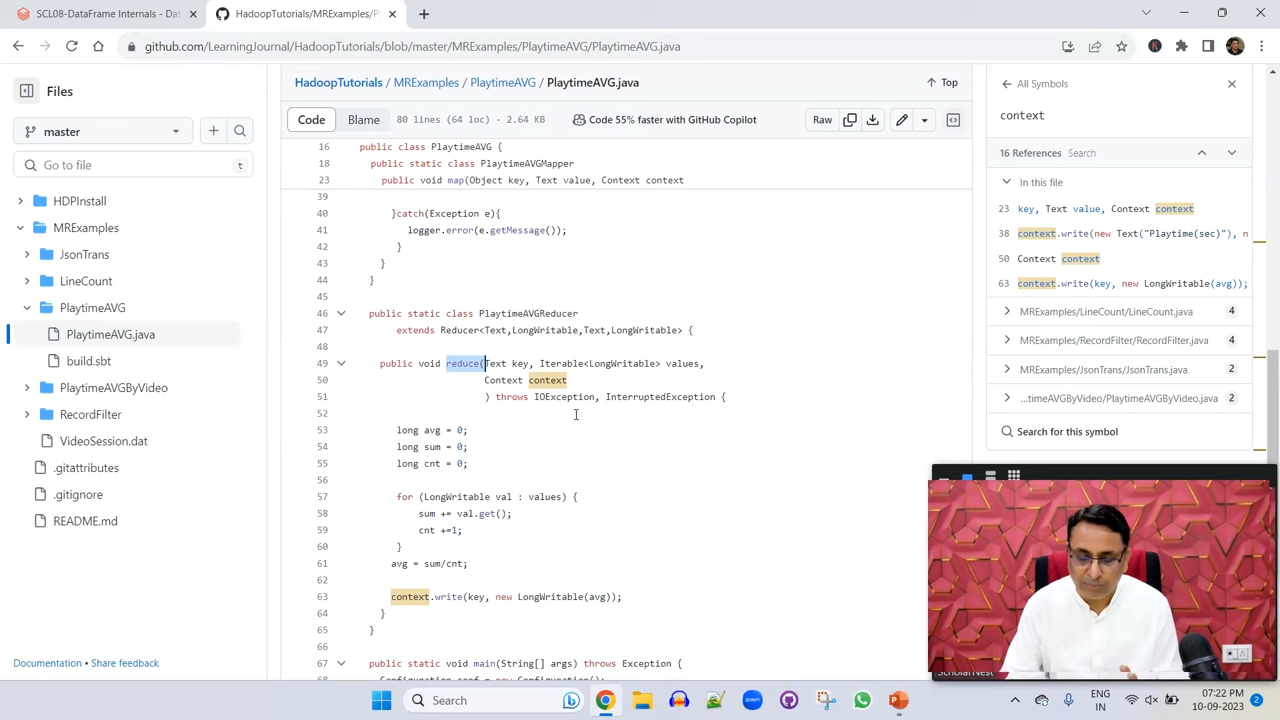 SCL08-DataFrame Internals - Dat
HadoopTutorials/MRExamples/Pl
github.com/LearningJournal/HadoopTutorials/blob/master/MRExamples/PlaytimeAVG/PlaytimeAVG.java
Files
master
Go to file
t
HDPInstall
MRExamples
JsonTrans
LineCount
PlaytimeAVG
PlaytimeAVG.java
build.sbt
PlaytimeAVGByVideo
RecordFilter
VideoSession.dat
.gitattributes
.gitignore
README.md
Documentation • Share feedback
HadoopTutorials / MRExamples / PlaytimeAVG / PlaytimeAVG.java
Top
Code Blame 80 lines (64 loc) · 2.64 KB Code 55% faster with GitHub Copilot Raw
16 public class PlaytimeAVG {
18 public static class PlaytimeAVGMapper
23 public void map(Object key, Text value, Context context
39
40 }catch(Exception e){
41 logger.error(e.getMessage());
42 }
43 }
44 }
45
46 public static class PlaytimeAVGReducer
47 extends Reducer<Text,LongWritable,Text,LongWritable> {
48
49 public void reduce(Text key, Iterable<LongWritable> values,
50 Context context
51 ) throws IOException, InterruptedException {
52
53 long avg = 0;
54 long sum = 0;
55 long cnt = 0;
56
57 for (LongWritable val : values) {
58 sum += val.get();
59 cnt +=1;
60 }
61 avg = sum/cnt;
62
63 context.write(key, new LongWritable(avg));
64 }
65 }
66
67 public static void main(String[] args) throws Exception {
68 Configuration conf = new Configuration();
All Symbols
context
16 References Search
In this file
23 key, Text value, Context context
38 context.write(new Text("Playtime(sec)"), n
50 Context context
63 context.write(key, new LongWritable(avg));
MRExamples/LineCount/LineCount.java 4
MRExamples/RecordFilter/RecordFilter.java 4
MRExamples/JsonTrans/JsonTrans.java 2
...timeAVGByVideo/PlaytimeAVGByVideo.java 4
Search for this symbol
ScholarNest
Search
zoom
ENG
IN
07:22 PM
10-09-2023
2